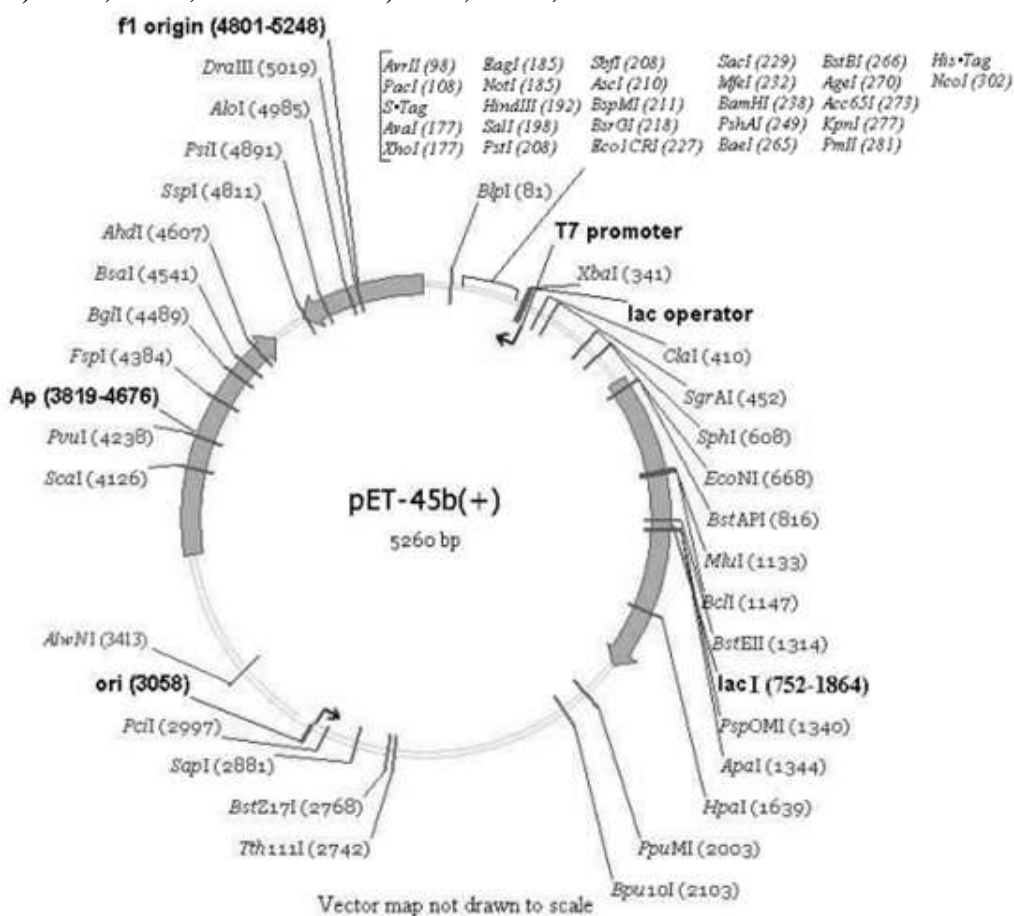 f1 origin (4801-5248)
DraIII (5019)
AloI (4985)
PsiI (4891)
SspI (4811)
AhdI (4607)
BsaI (4541)
BglI (4489)
FspI (4384)
Ap (3819-4676)
PvuI (4238)
ScaI (4126)
AlwNI (3413)
ori (3058)
PciI (2997)
SapI (2881)
BstZ17I (2768)
Tth111I (2742)
AvrII (98) EagI (185) SbfI (208) SacI (229) BstBI (266) His•Tag
PacI (108) NotI (185) AscI (210) MfeI (232) AgeI (270) NcoI (302)
S•Tag HindIII (192) BspMI (211) BamHI (238) Acc65I (273)
AvaI (177) SalI (198) BsrGI (218) PshAI (249) KpnI (277)
XhoI (177) PstI (208) Ecol CRI (227) BaeI (265) PmlI (281)
BlpI (81)
T7 promoter
XbaI (341)
lac operator
ClaI (410)
SgrAI (452)
SphI (608)
EcoNI (668)
BstAPI (816)
MluI (1133)
BclI (1147)
BstEII (1314)
lac I (752-1864)
PspOMI (1340)
ApaI (1344)
HpaI (1639)
PpuMI (2003)
Bpu10I (2103)
pET-45b(+)
5260 bp
Vector map not drawn to scale